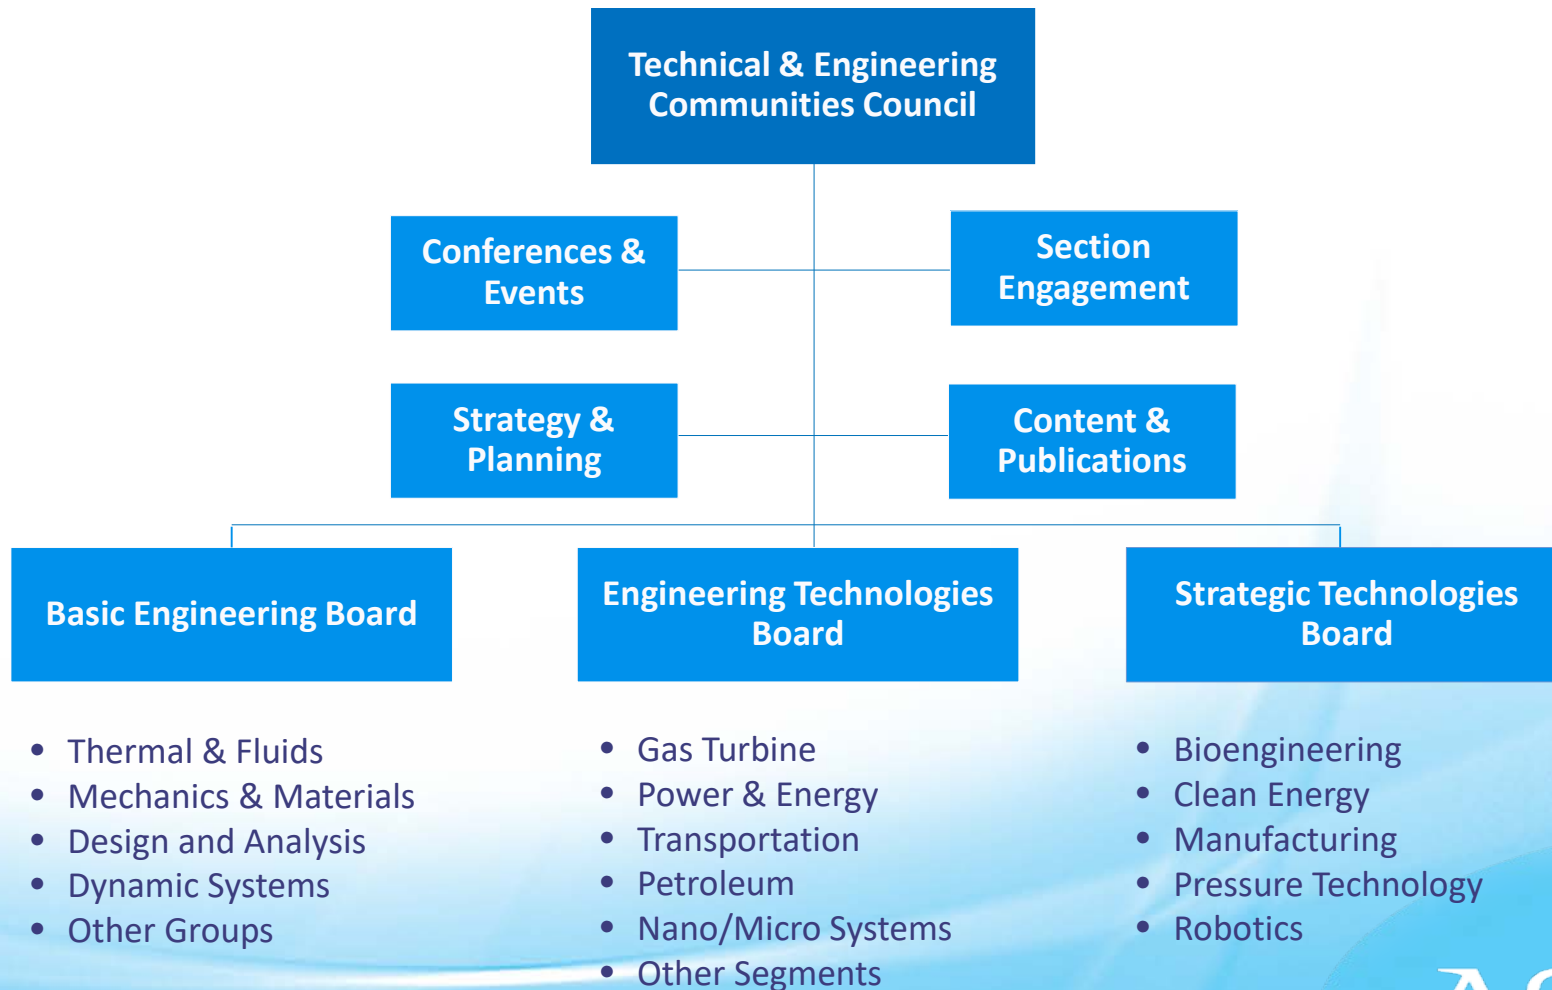 Technical & Engineering
Communities Council
Conferences &
Events
Section
Engagement
Strategy &
Planning
Content &
Publications
Basic Engineering Board
Engineering Technologies
Board
Strategic Technologies
Board
• Thermal & Fluids
• Mechanics & Materials
• Design and Analysis
• Dynamic Systems
• Other Groups
• Gas Turbine
• Power & Energy
• Transportation
• Petroleum
• Nano/Micro Systems
• Other Segments
• Bioengineering
• Clean Energy
• Manufacturing
• Pressure Technology
• Robotics